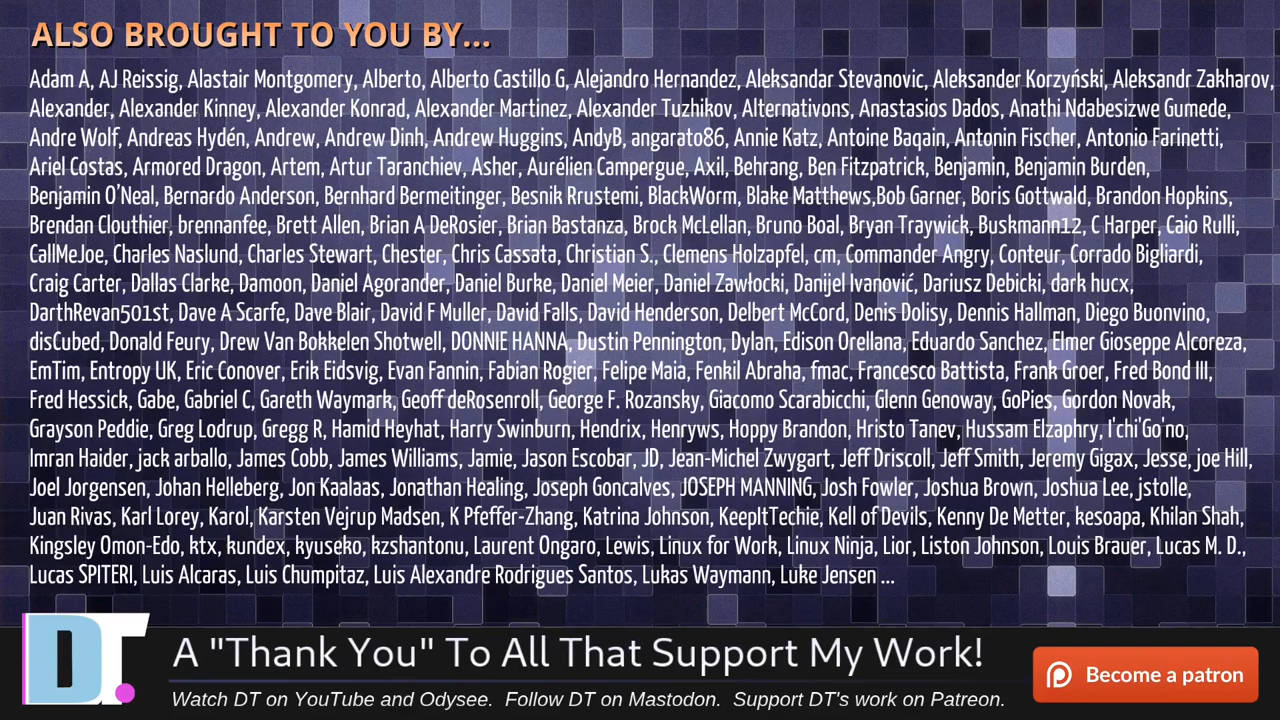 ALSO BROUGHT TO YOU BY...
Adam A, AJ Reissig, Alastair Montgomery, Alberto, Alberto Castillo G, Alejandro Hernandez, Aleksandar Stevanovic, Aleksander Korzyński, Aleksandr Zakharov,
Alexander, Alexander Kinney, Alexander Konrad, Alexander Martinez, Alexander Tuzhikov, Alternativons, Anastasios Dados, Anathi Ndabesizwe Gumede,
Andre Wolf, Andreas Hydén, Andrew, Andrew Dinh, Andrew Huggins, AndyB, angarato86, Annie Katz, Antoine Baqain, Antonin Fischer, Antonio Farinetti,
Ariel Costas, Armored Dragon, Artem, Artur Taranchiev, Asher, Aurélien Campergue, Axil, Behrang, Ben Fitzpatrick, Benjamin, Benjamin Burden,
Benjamin O'Neal, Bernardo Anderson, Bernhard Bermeitinger, Besnik Rrustemi, BlackWorm, Blake Matthews,Bob Garner, Boris Gottwald, Brandon Hopkins,
Brendan Clouthier, brennanfee, Brett Allen, Brian A DeRosier, Brian Bastanza, Brock McLellan, Bruno Boal, Bryan Traywick, Buskmann12, C Harper, Caio Rulli,
CallMeJoe, Charles Naslund, Charles Stewart, Chester, Chris Cassata, Christian S., Clemens Holzapfel, cm, Commander Angry, Conteur, Corrado Bigliardi,
Craig Carter, Dallas Clarke, Damoon, Daniel Agorander, Daniel Burke, Daniel Meier, Daniel Zawłocki, Danijel Ivanović, Dariusz Debicki, dark hucx,
DarthRevan501st, Dave A Scarfe, Dave Blair, David F Muller, David Falls, David Henderson, Delbert McCord, Denis Dolisy, Dennis Hallman, Diego Buonvino,
disCubed, Donald Feury, Drew Van Bokkelen Shotwell, DONNIE HANNA, Dustin Pennington, Dylan, Edison Orellana, Eduardo Sanchez, Elmer Gioseppe Alcoreza,
EmTim, Entropy UK, Eric Conover, Erik Eidsvig, Evan Fannin, Fabian Rogier, Felipe Maia, Fenkil Abraha, fmac, Francesco Battista, Frank Groer, Fred Bond III,
Fred Hessick, Gabe, Gabriel C, Gareth Waymark, Geoff deRosenroll, George F. Rozansky, Giacomo Scarabicchi, Glenn Genoway, GoPies, Gordon Novak,
Grayson Peddie, Greg Lodrup, Gregg R, Hamid Heyhat, Harry Swinburn, Hendrix, Henryws, Hoppy Brandon, Hristo Tanev, Hussam Elzaphry, I'chi'Go'no,
Imran Haider, jack arballo, James Cobb, James Williams, Jamie, Jason Escobar, JD, Jean-Michel Zwygart, Jeff Driscoll, Jeff Smith, Jeremy Gigax, Jesse, joe Hill,
Joel Jorgensen, Johan Helleberg, Jon Kaalaas, Jonathan Healing, Joseph Goncalves, JOSEPH MANNING, Josh Fowler, Joshua Brown, Joshua Lee, jstolle,
Juan Rivas, Karl Lorey, Karol, Karsten Vejrup Madsen, K Pfeffer-Zhang, Katrina Johnson, KeepItTechie, Kell of Devils, Kenny De Metter, kesoapa, Khilan Shah,
Kingsley Omon-Edo, ktx, kundex, kyuseko, kzshantonu, Laurent Ongaro, Lewis, Linux for Work, Linux Ninja, Lior, Liston Johnson, Louis Brauer, Lucas M. D.,
Lucas SPITERI, Luis Alcaras, Luis Chumpitaz, Luis Alexandre Rodrigues Santos, Lukas Waymann, Luke Jensen ...
DT
A "Thank You" To All That Support My Work!
Become a patron
Watch DT on YouTube and Odysee. Follow DT on Mastodon. Support DT's work on Patreon.